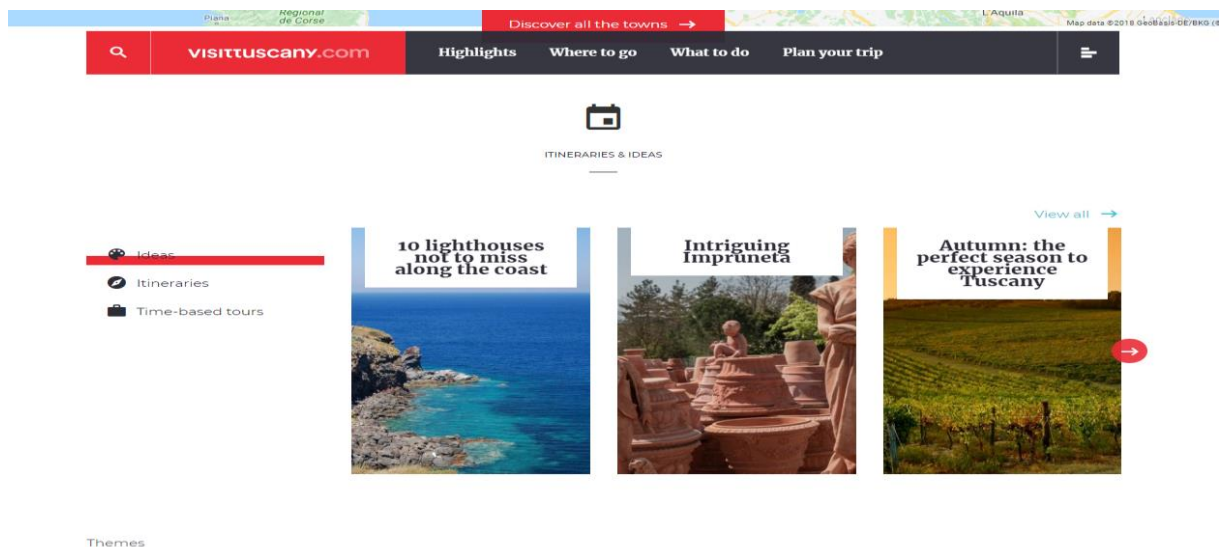 Piana
Régional
de Corse
Discover all the towns →
L'Aquila
Map data ©2018 GeoBasis-DE/BKG
visittuscany.com
Highlights
Where to go
What to do
Plan your trip
ITINERARIES & IDEAS
View all →
Ideas
Itineraries
Time-based tours
10 lighthouses
not to miss
along the coast
Intriguing
Impruneta
Autumn: the
perfect season to
experience
Tuscany
Themes